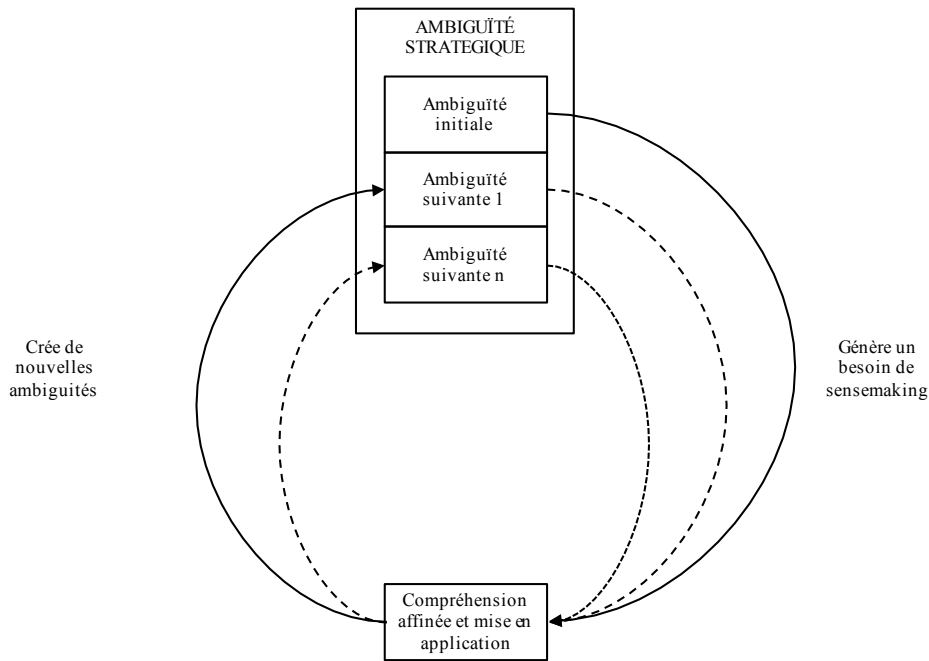 AMBIGUÏTÉ
STRATEGIQUE
Ambiguïté
initiale
Ambiguïté
suivante 1
Ambiguïté
suivante n
Crée de
nouvelles
ambiguités
Génère un
besoin de
sensemaking
Compréhension
affinée et mise en
application